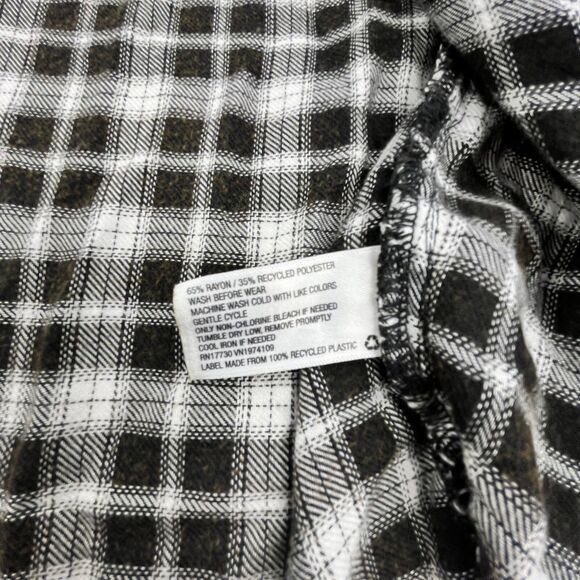 65% RAYON / 35% RECYCLED POLYESTER
WASH BEFORE WEAR
MACHINE WASH COLD WITH LIKE COLORS
GENTLE CYCLE
ONLY NON-CHLORINE BLEACH IF NEEDED
TUMBLE DRY LOW, REMOVE PROMPTLY
COOL IRON IF NEEDED
RN17730 VN1974109
LABEL MADE FROM 100% RECYCLED PLASTIC